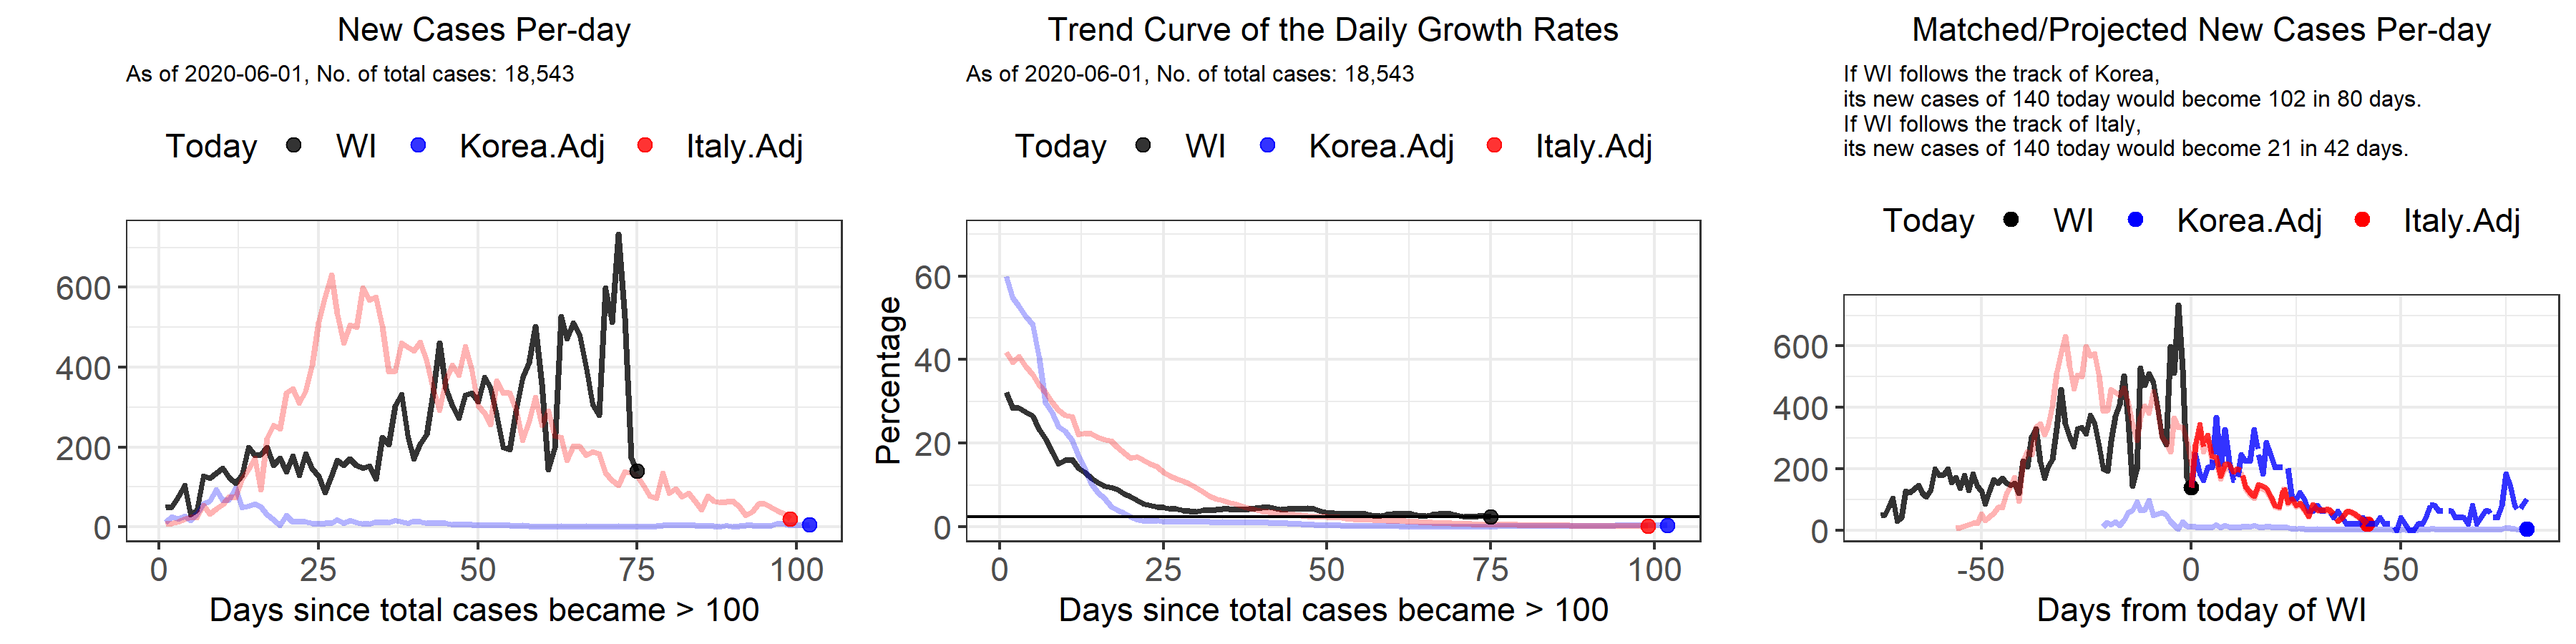 New Cases Per-day
As of 2020-06-01, No. of total cases: 18,543
Today WI Korea.Adj Italy.Adj
600
400
200
0
0 25 50 75 100
Days since total cases became > 100
Trend Curve of the Daily Growth Rates
As of 2020-06-01, No. of total cases: 18,543
Today WI Korea.Adj Italy.Adj
Percentage
60
40
20
0
0 25 50 75 100
Days since total cases became > 100
Matched/Projected New Cases Per-day
If WI follows the track of Korea,
its new cases of 140 today would become 102 in 80 days.
If WI follows the track of Italy,
its new cases of 140 today would become 21 in 42 days.
Today WI Korea.Adj Italy.Adj
600
400
200
0
-50 0 50
Days from today of WI